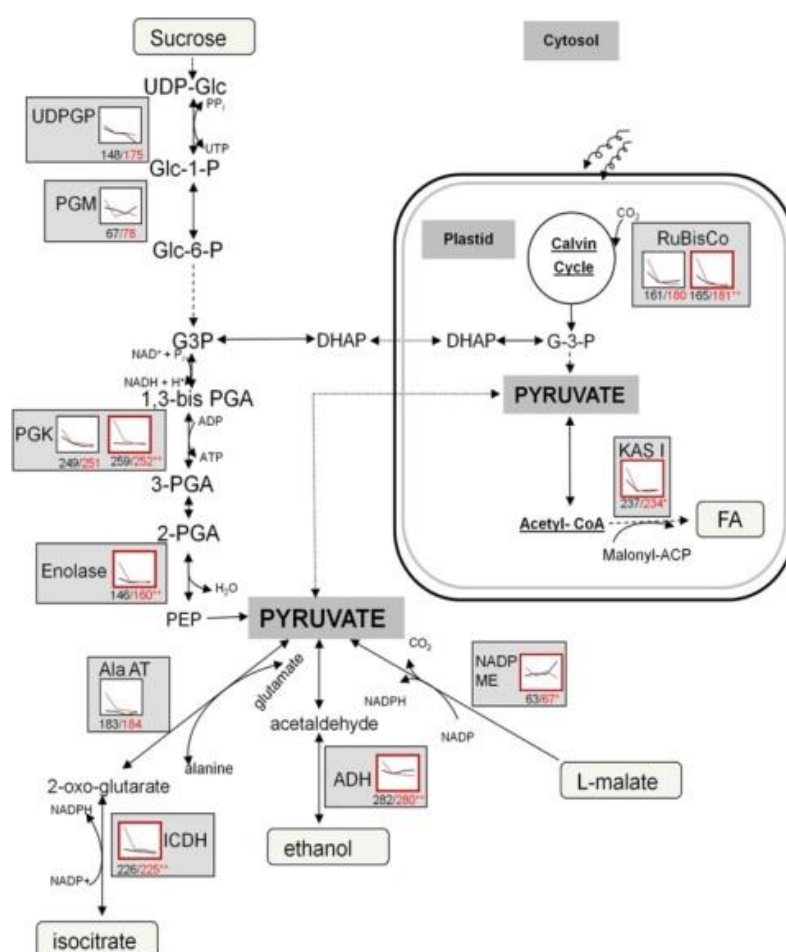 Sucrose
Cytosol
UDP-Glc
UDPGP
PPi
148/175
UTP
Glc-1-P
PGM
67/78
Glc-6-P
Plastid
Calvin
Cycle
CO2
RuBisCo
161/180 165/181**
G3P
DHAP
DHAP
G-3-P
NAD+ + Pi
NADH + H+
1,3-bis PGA
PYRUVATE
PGK
249/251 259/252**
ADP
ATP
3-PGA
KAS I
237/234*
2-PGA
Acetyl- CoA
FA
Malonyl-ACP
Enolase
146/160**
H2O
PEP
PYRUVATE
Ala AT
183/184
glutamate
alanine
CO2
NADPH
NADP
NADP
ME
63/67*
acetaldehyde
ADH
282/280**
L-malate
2-oxo-glutarate
NADPH
NADP+
ICDH
226/225**
ethanol
isocitrate